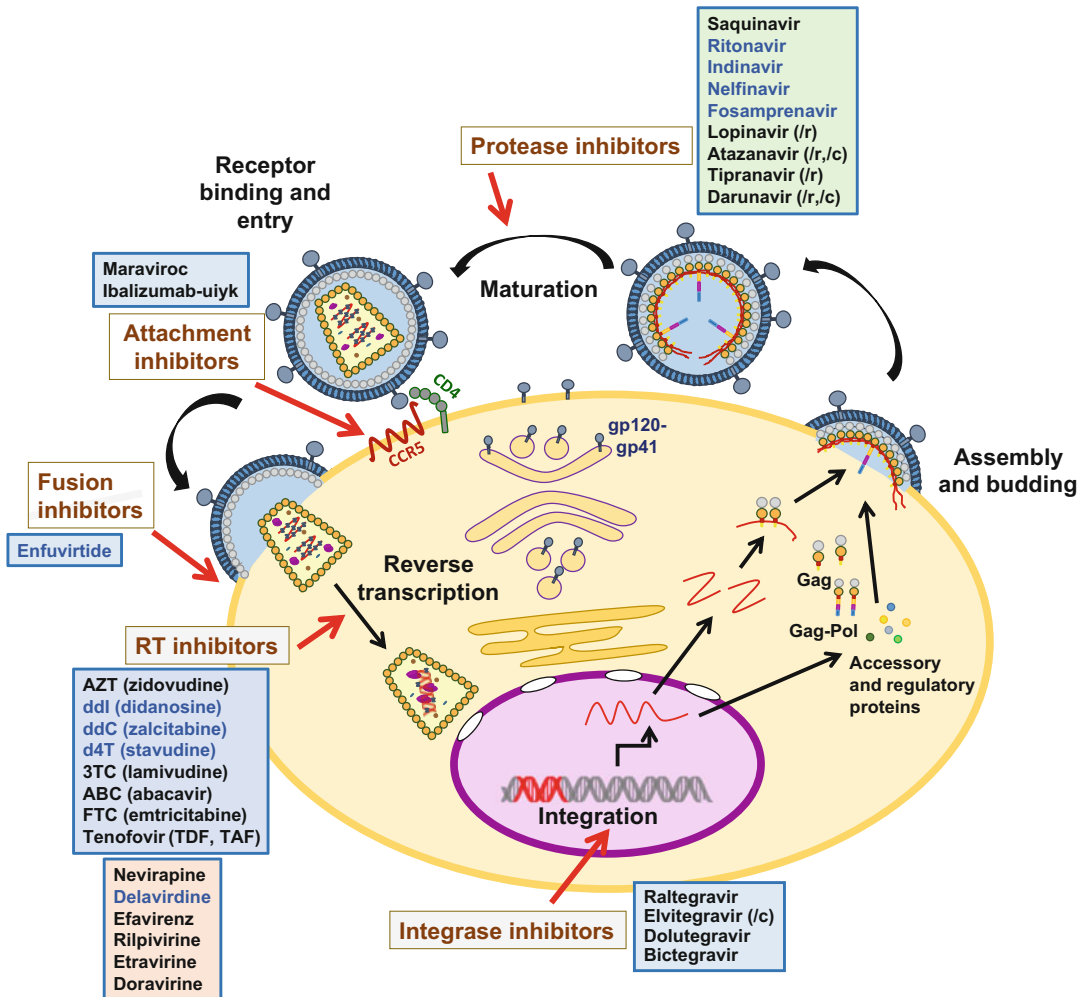 Saquinavir
Ritonavir
Indinavir
Nelfinavir
Fosamprenavir
Lopinavir (/r)
Atazanavir (/r,/c)
Tipranavir (/r)
Darunavir (/r,/c)
Protease inhibitors
Receptor
binding and
entry
Maturation
Maraviroc
Ibalizumab-uiyk
Attachment
inhibitors
CD4
CCR5
gp120-
gp41
Assembly
and budding
Fusion
inhibitors
Enfuvirtide
Reverse
transcription
Gag
Gag-Pol
Accessory
and regulatory
proteins
RT inhibitors
AZT (zidovudine)
ddI (didanosine)
ddC (zalcitabine)
d4T (stavudine)
3TC (lamivudine)
ABC (abacavir)
FTC (emtricitabine)
Tenofovir (TDF, TAF)
Nevirapine
Delavirdine
Efavirenz
Rilpivirine
Etravirine
Doravirine
Integration
Integrase inhibitors
Raltegravir
Elvitegravir (/c)
Dolutegravir
Bictegravir